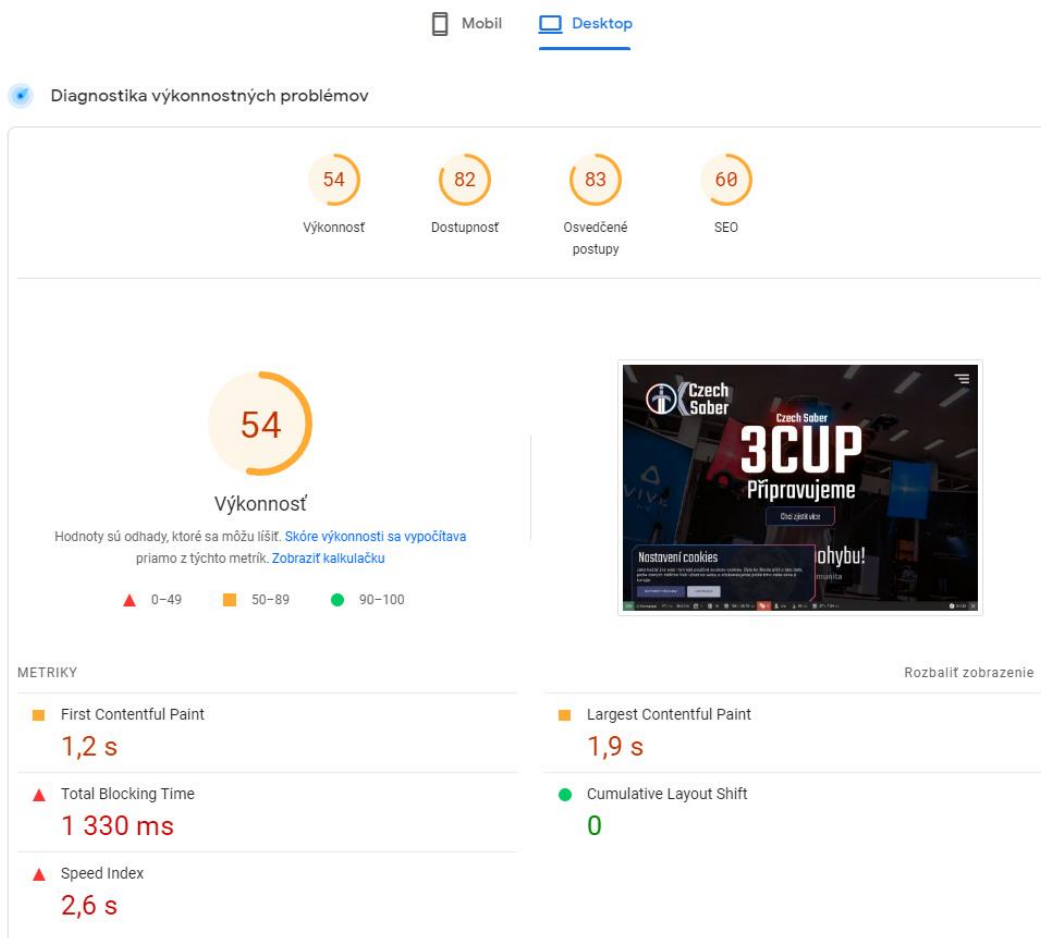 Mobil
Desktop
Diagnostika výkonnostných problémov
54
82
83
60
Výkonnosť
Dostupnosť
Osvedčené
postupy
SEO
54
Výkonnosť
Hodnoty sú odhady, ktoré sa môžu líšiť. Skóre výkonnosti sa vypočítava
priamo z týchto metrík. Zobraziť kalkulačku
0–49
50–89
90–100
Czech
Saber
Czech Saber
3CUP
Připravujeme
Chci zjistit více
ohybu!
Nastavení cookies
METRIKY
Rozbaliť zobrazenie
First Contentful Paint
1,2 s
Largest Contentful Paint
1,9 s
Total Blocking Time
1 330 ms
Cumulative Layout Shift
0
Speed Index
2,6 s